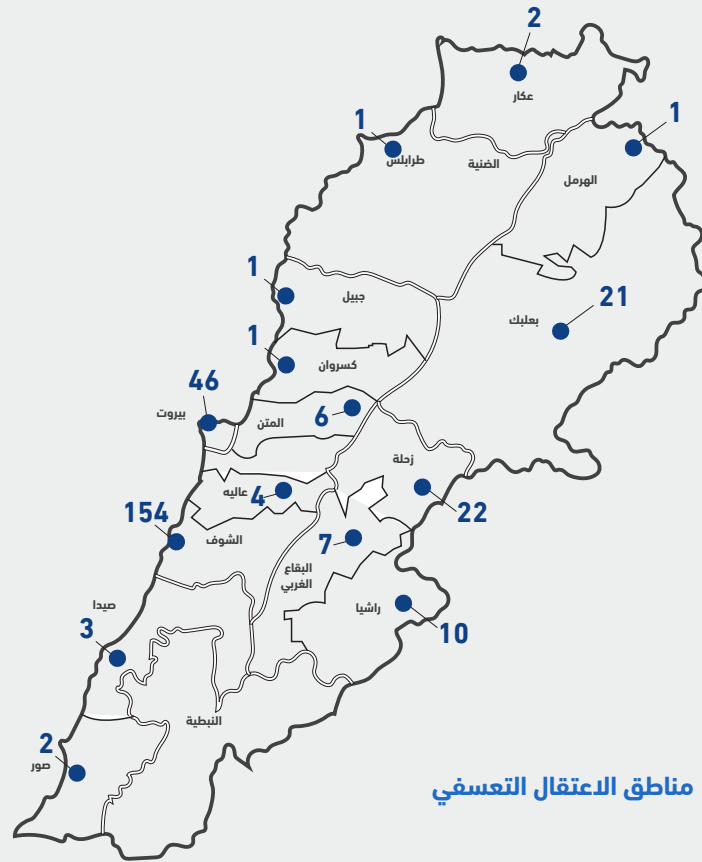 2
عكار
1
طرابلس
الضنية
1
الهرمل
1
جبيل
21
بعلبك
1
كسروان
46
بيروت
المتن
6
زحلة
22
عاليه
4
154
الشوف
7
البقاع
الغربي
راشيا
10
صيدا
3
النبطية
2
صور
مناطق الاعتقال التعسفي